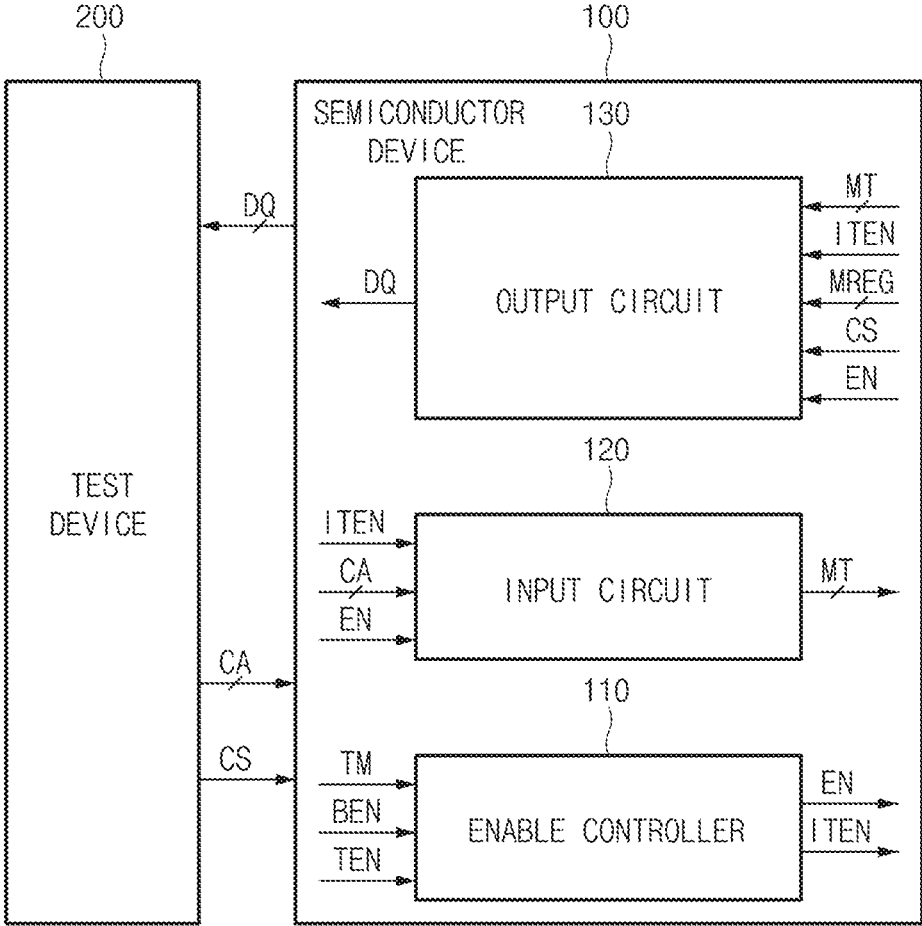 200
100
SEMICONDUCTOR
DEVICE
130
DQ
MT
ITEN
MREG
CS
EN
DQ
OUTPUT CIRCUIT
TEST
DEVICE
120
ITEN
CA
EN
INPUT CIRCUIT
MT
CA
CS
110
TM
BEN
TEN
ENABLE CONTROLLER
EN
ITEN